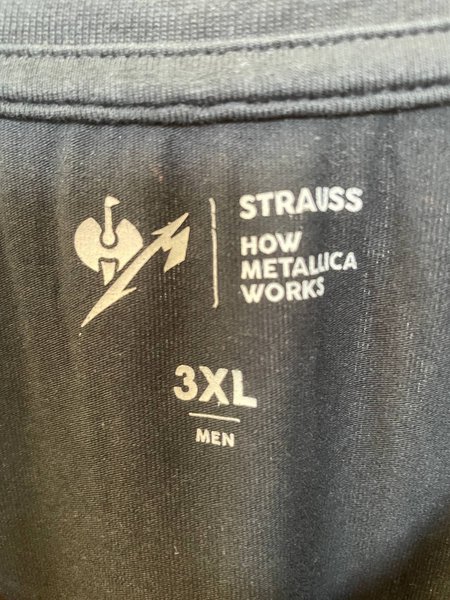 STRAUSS
HOW
METALLICA
WORKS
3XL
MEN